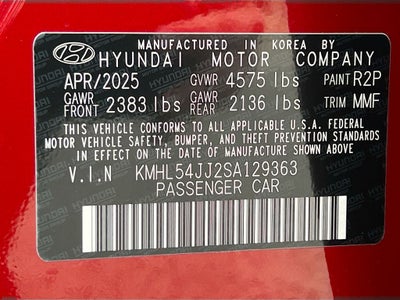 MANUFACTURED IN KOREA BY
HYUNDAI MOTOR COMPANY
APR/2025 GVWR 4575 lbs PAINT R2P
GAWR FRONT 2383 lbs GAWR REAR 2136 lbs TRIM MMF
THIS VEHICLE CONFORMS TO ALL APPLICABLE U.S.A FEDERAL
MOTOR VEHICLE SAFETY, BUMPER, AND THEFT PREVENTION STANDARDS
IN EFFECT ON THE DATE OF MANUFACTURE SHOWN ABOVE.
V.I.N KMHL54JJ2SA129363
PASSENGER CAR